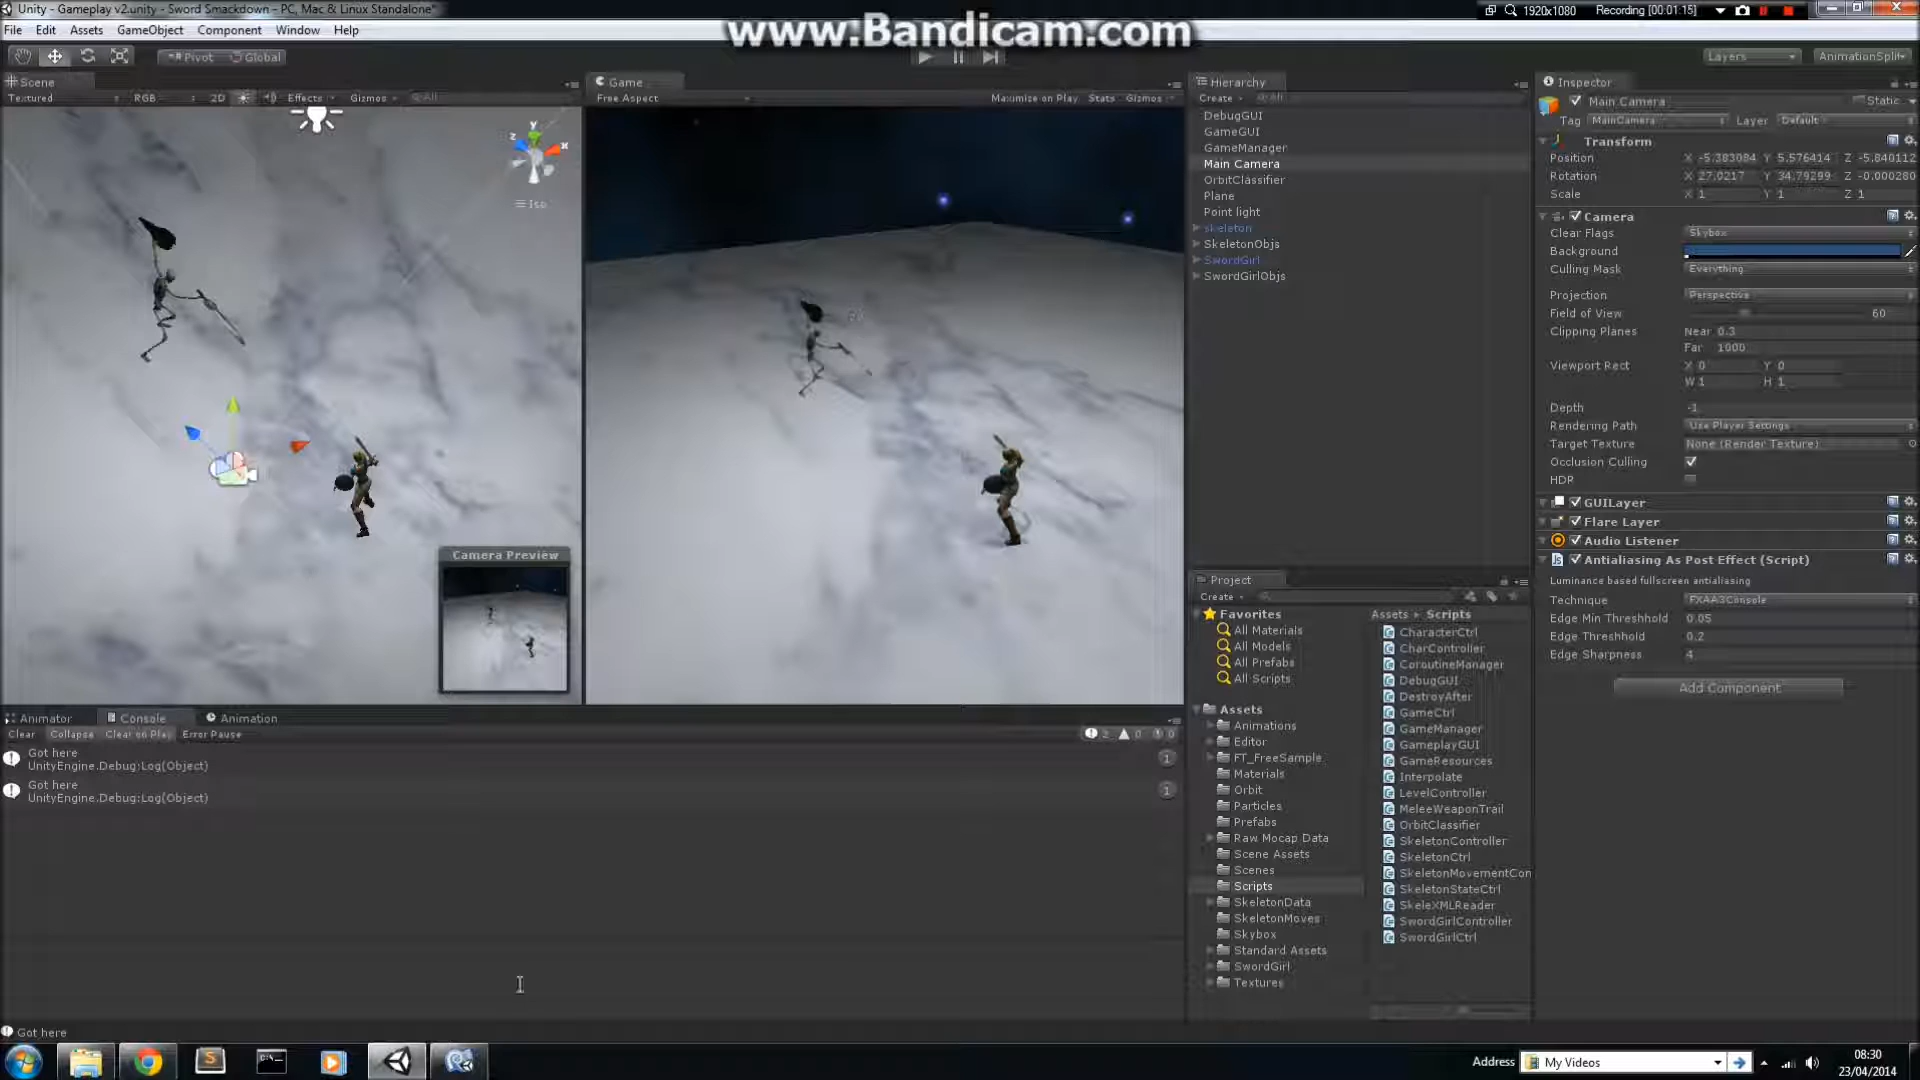 Unity - Gameplay v2.unity - Sword Smackdown - PC, Mac & Linux Standalone*
www.Bandicam.com
1920x1080 Recording [00:01:15]
File Edit Assets GameObject Component Window Help
Pivot Global
Layers AnimationSplit
Scene
Textured RGB 2D Effects Gizmos All
y
z
x
Iso
Camera Preview
Game
Free Aspect Maximize on Play Stats Gizmos
Hierarchy
Create All
DebugGUI
GameGUI
GameManager
Main Camera
OrbitClassifier
Plane
Point light
skeleton
SkeletonObjs
SwordGirl
SwordGirlObjs
Inspector
Main Camera Static
Tag MainCamera Layer Default
Transform
Position X -5.383084 Y 5.576414 Z -5.840112
Rotation X 27.0217 Y 34.79299 Z -0.000280
Scale X 1 Y 1 Z 1
Camera
Clear Flags Skybox
Background
Culling Mask Everything
Projection Perspective
Field of View 60
Clipping Planes Near 0.3
Far 1000
Viewport Rect X 0 Y 0
W 1 H 1
Depth -1
Rendering Path Use Player Settings
Target Texture None (Render Texture)
Occlusion Culling
HDR
GUILayer
Flare Layer
Audio Listener
Antialiasing As Post Effect (Script)
Luminance based fullscreen antialiasing
Technique FXAA3Console
Edge Min Threshhold 0.05
Edge Threshhold 0.2
Edge Sharpness 4
Add Component
Project
Create
Favorites
All Materials
All Models
All Prefabs
All Scripts
Assets
Animations
Editor
FT_FreeSample
Materials
Orbit
Particles
Prefabs
Raw Mocap Data
Scene Assets
Scenes
Scripts
SkeletonData
SkeletonMoves
Skybox
Standard Assets
SwordGirl
Textures
Assets Scripts
CharacterCtrl
CharController
CoroutineManager
DebugGUI
DestroyAfter
GameCtrl
GameManager
GameplayGUI
GameResources
Interpolate
LevelController
MeleeWeaponTrail
OrbitClassifier
SkeletonController
SkeletonCtrl
SkeletonMovementCon
SkeletonStateCtrl
SkeleXMLReader
SwordGirlController
SwordGirlCtrl
Animator Console Animation
Clear Collapse Clear on Play Error Pause 2 0 0
Got here
UnityEngine.Debug:Log(Object) 1
Got here
UnityEngine.Debug:Log(Object) 1
Got here
Address My Videos
08:30
23/04/2014